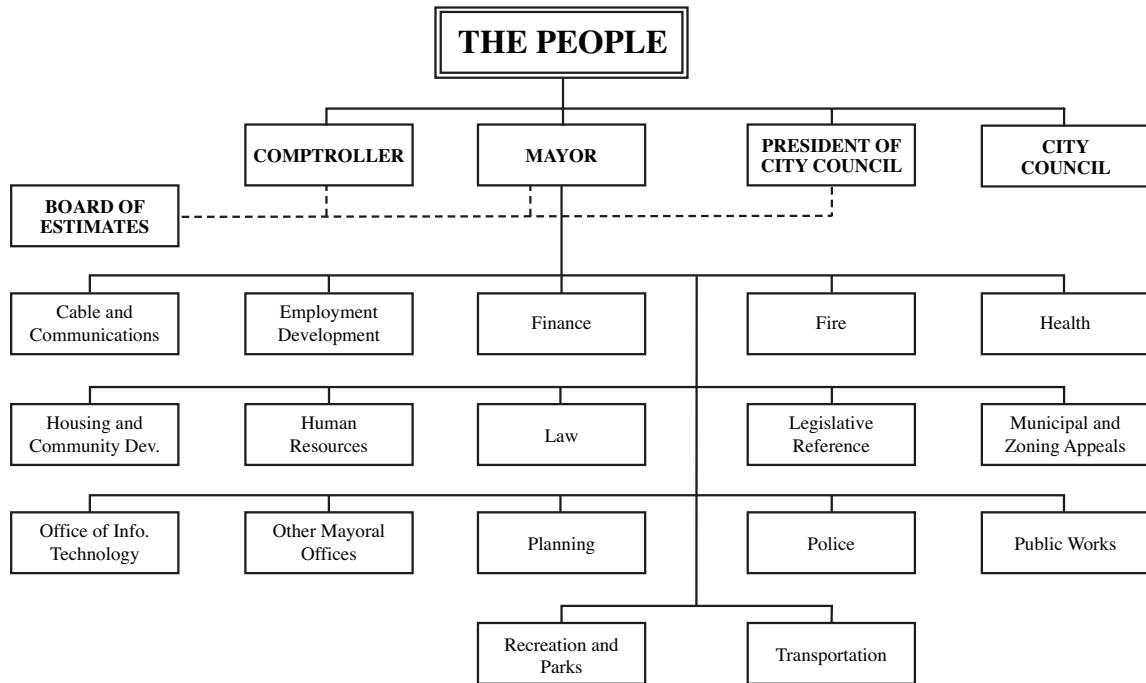 THE PEOPLE
COMPTROLLER
MAYOR
PRESIDENT OF
CITY COUNCIL
CITY
COUNCIL
BOARD OF
ESTIMATES
Cable and
Communications
Employment
Development
Finance
Fire
Health
Housing and
Community Dev.
Human
Resources
Law
Legislative
Reference
Municipal and
Zoning Appeals
Office of Info.
Technology
Other Mayoral
Offices
Planning
Police
Public Works
Recreation and
Parks
Transportation